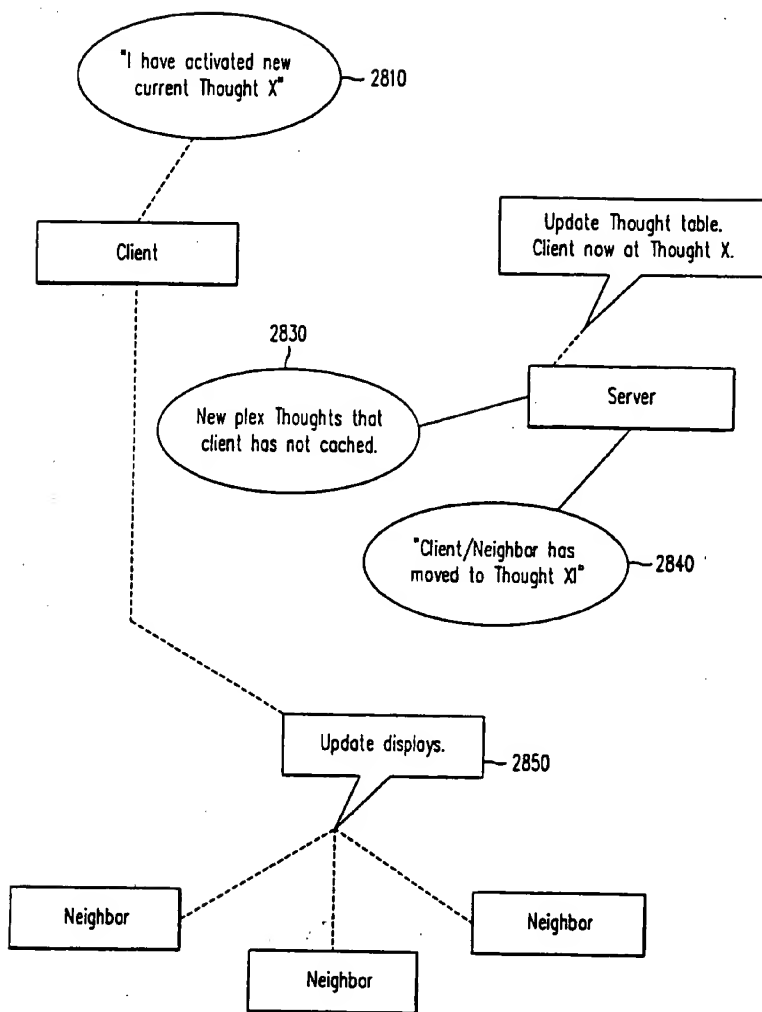 "I have activated new
current Thought X"
2810
Client
Update Thought table.
Client now at Thought X.
2830
Server
New plex Thoughts that
client has not cached.
"Client/Neighbor has
moved to Thought X!"
2840
Update displays.
2850
Neighbor
Neighbor
Neighbor